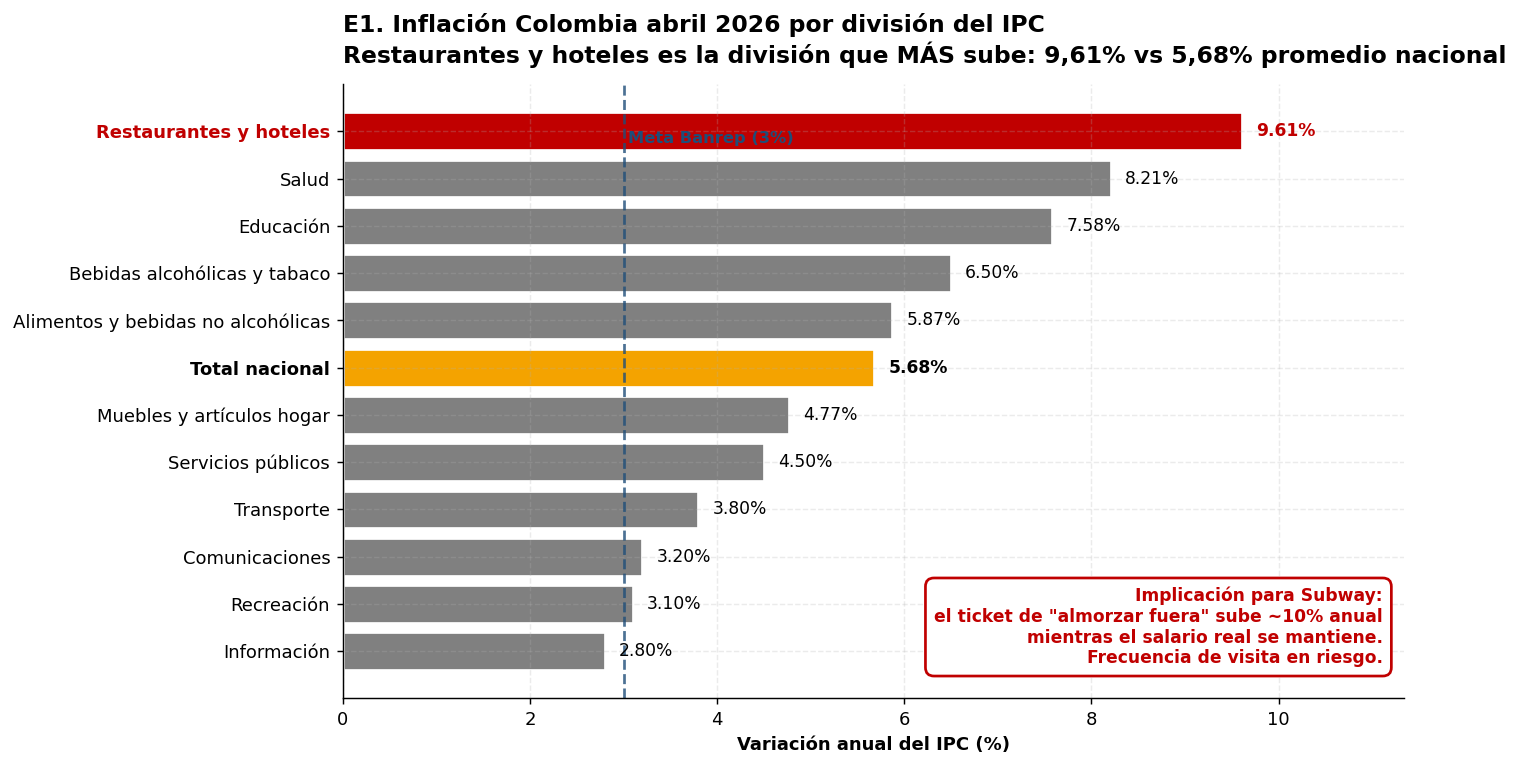 E1. Inflación Colombia abril 2026 por división del IPC
Restaurantes y hoteles es la división que MÁS sube: 9,61% vs 5,68% promedio nacional
Restaurantes y hoteles 9.61%
Meta Banrep (3%)
Salud 8.21%
Educación 7.58%
Bebidas alcohólicas y tabaco 6.50%
Alimentos y bebidas no alcohólicas 5.87%
Total nacional 5.68%
Muebles y artículos hogar 4.77%
Servicios públicos 4.50%
Transporte 3.80%
Comunicaciones 3.20%
Recreación 3.10%
Información 2.80%
Implicación para Subway:
el ticket de "almorzar fuera" sube ~10% anual
mientras el salario real se mantiene.
Frecuencia de visita en riesgo.
0 2 4 6 8 10
Variación anual del IPC (%)